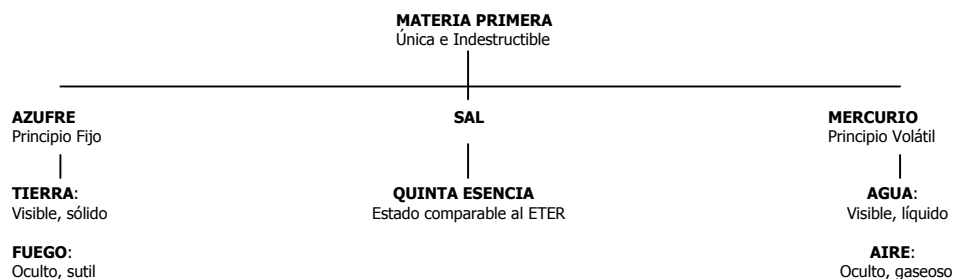 MATERIA PRIMERA
Única e Indestructible
AZUFRE
Principio Fijo
SAL
MERCURIO
Principio Volátil
TIERRA:
Visible, sólido
QUINTA ESENCIA
Estado comparable al ETER
AGUA:
Visible, líquido
FUEGO:
Oculto, sutil
AIRE:
Oculto, gaseoso